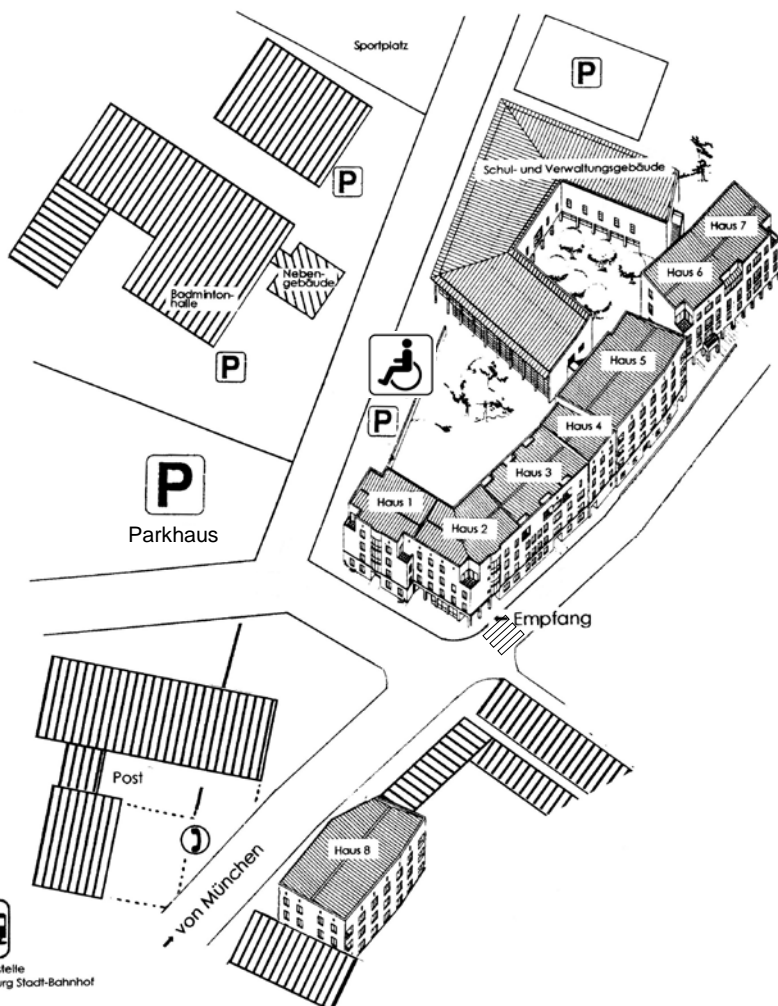 Sportplatz
P
Schul- und Verwaltungsgebäude
P
Haus 7
Haus 6
Neben-
gebäude
Badminton-
halle
P
Haus 5
P
Haus 4
Haus 3
P
Parkhaus
Haus 1
Haus 2
Empfang
Post
Haus 8
von München
stelle
urg Stadt-Bahnhof